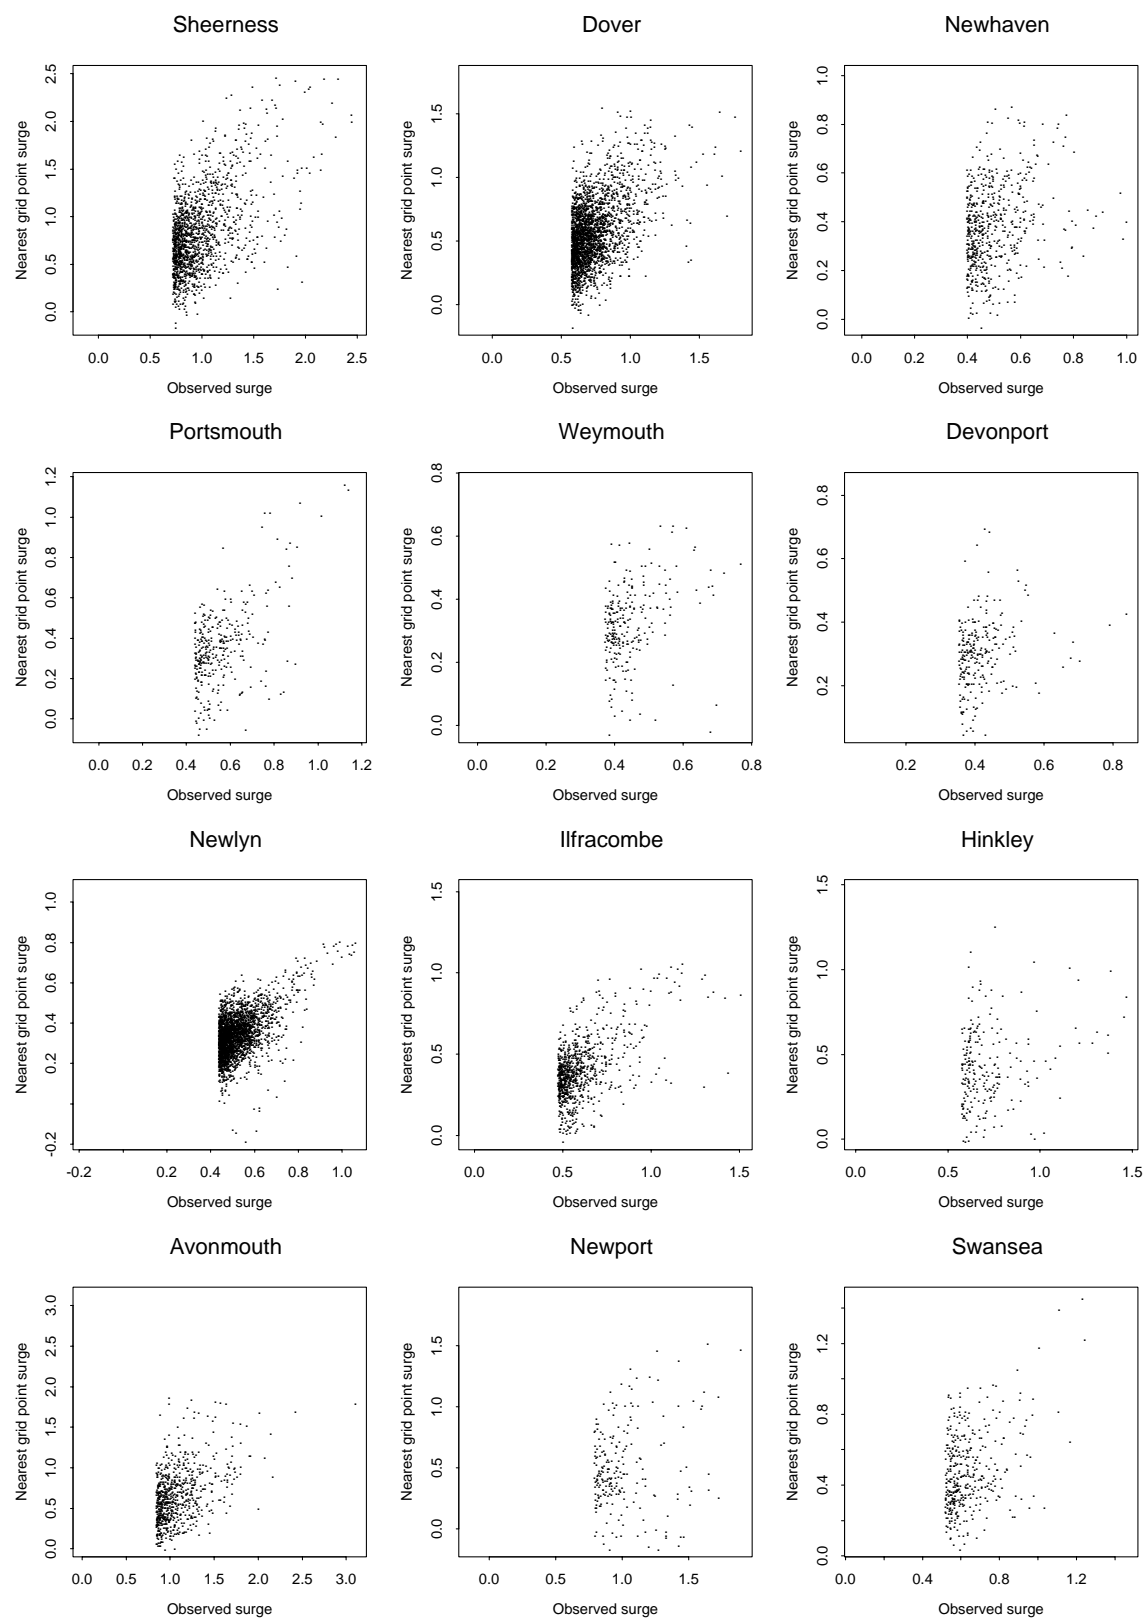 Sheerness
Dover
Newhaven
Nearest grid point surge
0.0 0.5 1.0 1.5 2.0 2.5
0.0 0.5 1.0 1.5 2.0 2.5
Observed surge
Nearest grid point surge
0.0 0.5 1.0 1.5
0.0 0.5 1.0 1.5
Observed surge
Nearest grid point surge
0.0 0.2 0.4 0.6 0.8 1.0
0.0 0.2 0.4 0.6 0.8 1.0
Observed surge
Portsmouth
Weymouth
Devonport
Nearest grid point surge
0.0 0.2 0.4 0.6 0.8 1.0 1.2
0.0 0.2 0.4 0.6 0.8 1.0 1.2
Observed surge
Nearest grid point surge
0.0 0.2 0.4 0.6 0.8
0.0 0.2 0.4 0.6 0.8
Observed surge
Nearest grid point surge
0.2 0.4 0.6 0.8
0.2 0.4 0.6 0.8
Observed surge
Newlyn
Ilfracombe
Hinkley
Nearest grid point surge
-0.2 0.2 0.4 0.6 0.8 1.0
-0.2 0.2 0.4 0.6 0.8 1.0
Observed surge
Nearest grid point surge
0.0 0.5 1.0 1.5
0.0 0.5 1.0 1.5
Observed surge
Nearest grid point surge
0.0 0.5 1.0 1.5
0.0 0.5 1.0 1.5
Observed surge
Avonmouth
Newport
Swansea
Nearest grid point surge
0.0 0.5 1.0 1.5 2.0 2.5 3.0
0.0 0.5 1.0 1.5 2.0 2.5 3.0
Observed surge
Nearest grid point surge
0.0 0.5 1.0 1.5
0.0 0.5 1.0 1.5
Observed surge
Nearest grid point surge
0.0 0.4 0.8 1.2
0.0 0.4 0.8 1.2
Observed surge